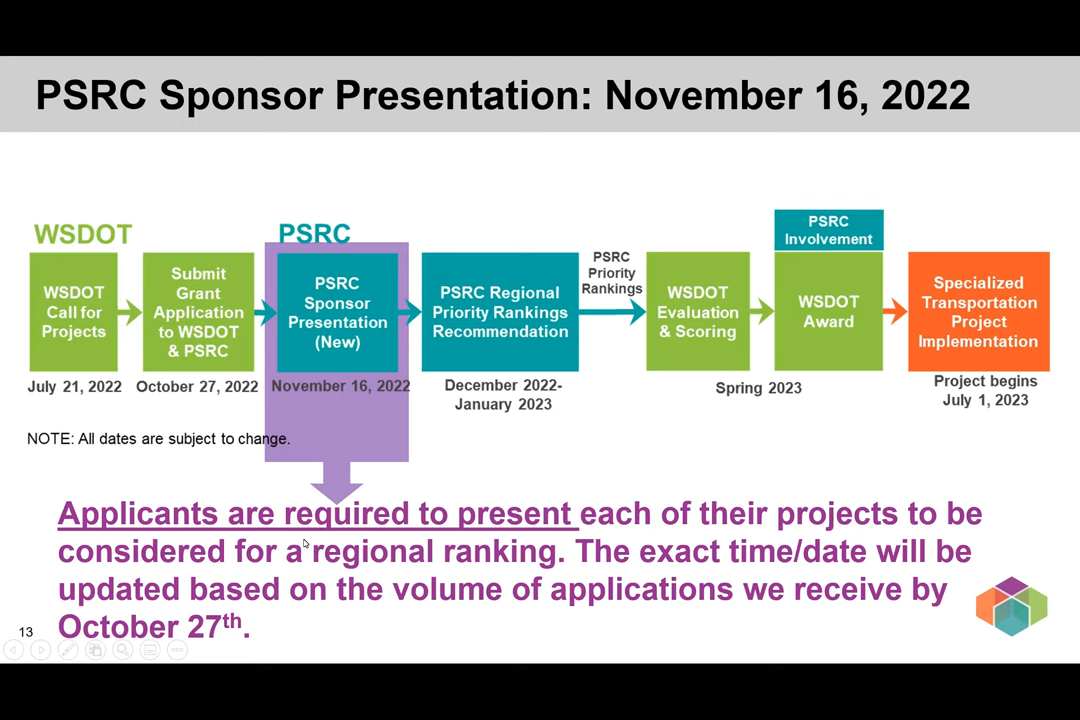 PSRC Sponsor Presentation: November 16, 2022
WSDOT
PSRC
WSDOT
Call for
Projects
Submit
Grant
Application
to WSDOT
& PSRC
PSRC
Sponsor
Presentation
(New)
PSRC Regional
Priority Rankings
Recommendation
PSRC
Priority
Rankings
WSDOT
Evaluation
& Scoring
PSRC
Involvement
WSDOT
Award
Specialized
Transportation
Project
Implementation
July 21, 2022
October 27, 2022
November 16, 2022
December 2022-
January 2023
Spring 2023
Project begins
July 1, 2023
NOTE: All dates are subject to change.
Applicants are required to present each of their projects to be
considered for a regional ranking. The exact time/date will be
updated based on the volume of applications we receive by
October 27th.
13